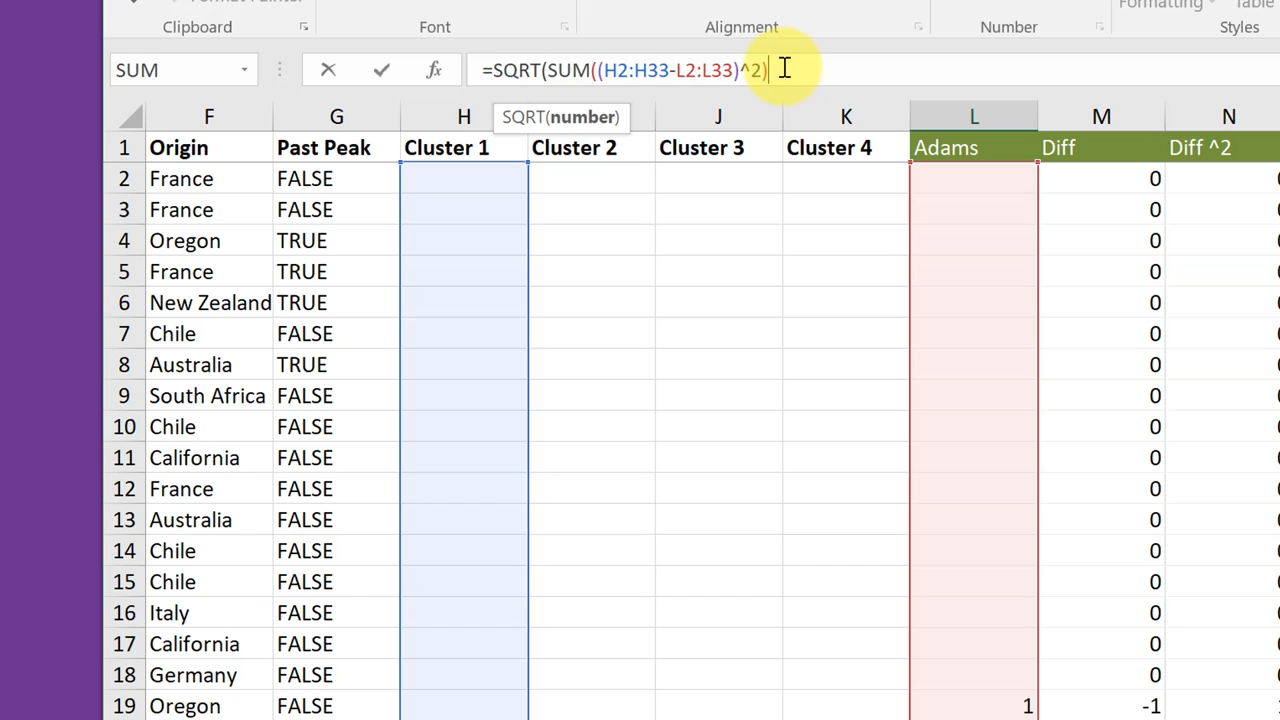 Format Painter
Formatting Table
Clipboard Font Alignment Number Styles
SUM =SQRT(SUM((H2:H33-L2:L33)^2)
SQRT(number)
F G H J K L M N
1 Origin Past Peak Cluster 1 Cluster 2 Cluster 3 Cluster 4 Adams Diff Diff ^2
2 France FALSE 0
3 France FALSE 0
4 Oregon TRUE 0
5 France TRUE 0
6 New Zealand TRUE 0
7 Chile FALSE 0
8 Australia TRUE 0
9 South Africa FALSE 0
10 Chile FALSE 0
11 California FALSE 0
12 France FALSE 0
13 Australia FALSE 0
14 Chile FALSE 0
15 Chile FALSE 0
16 Italy FALSE 0
17 California FALSE 0
18 Germany FALSE 0
19 Oregon FALSE 1 -1